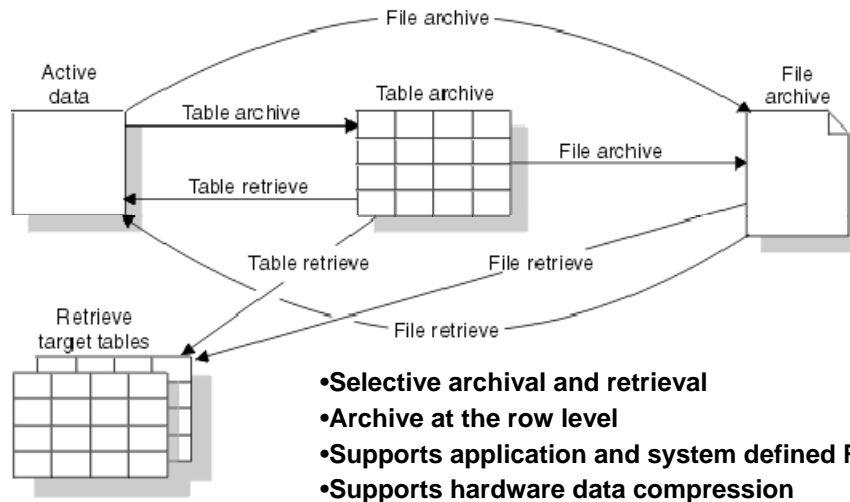 File archive
Active
data
Table archive
File
archive
Table archive
File archive
Table retrieve
Table retrieve
File retrieve
File retrieve
Retrieve
target tables
•Selective archival and retrieval
•Archive at the row level
•Supports application and system defined
•Supports hardware data compression